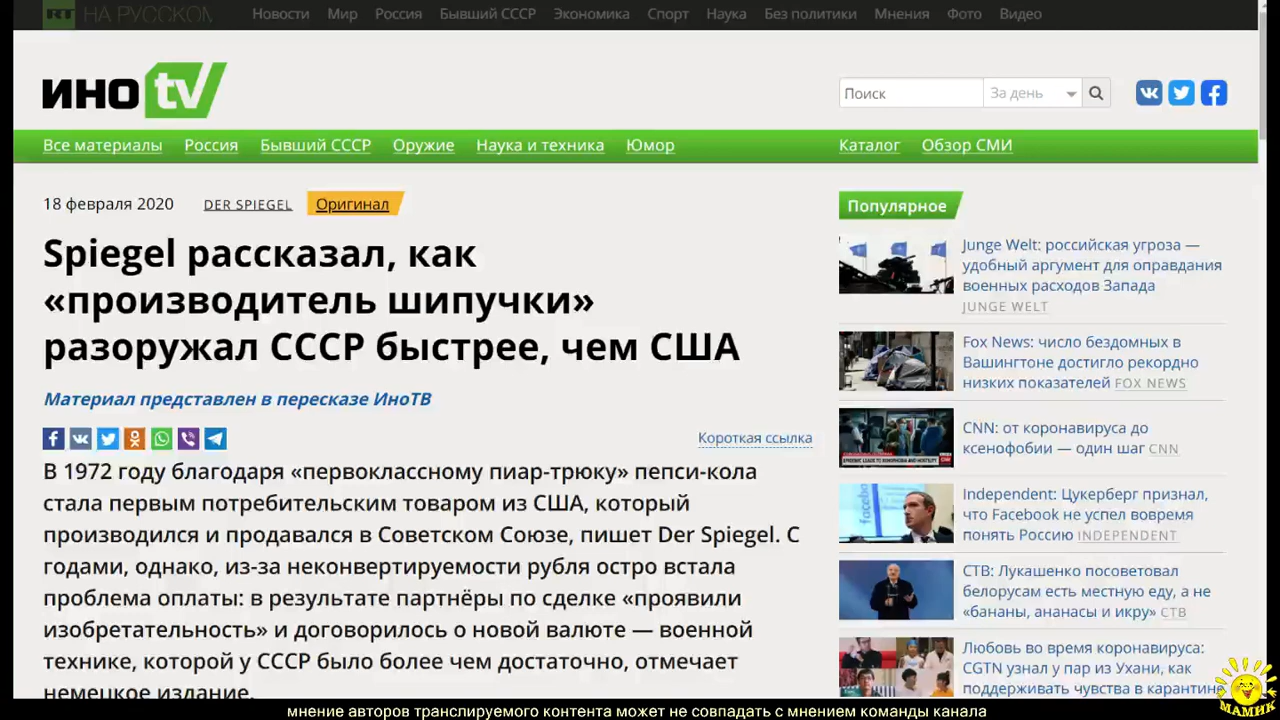 RT НА РУССКОМ Новости Мир Россия Бывший СССР Экономика Спорт Наука Без политики Мнения Фото Видео
ИНО tv
Поиск За день
Все материалы Россия Бывший СССР Оружие Наука и техника Юмор Каталог Обзор СМИ
18 февраля 2020 DER SPIEGEL Оригинал
Spiegel рассказал, как
«производитель шипучки»
разоружал СССР быстрее, чем США
Материал представлен в пересказе ИноТВ
Короткая ссылка
В 1972 году благодаря «первоклассному пиар-трюку» пепси-кола
стала первым потребительским товаром из США, который
производился и продавался в Советском Союзе, пишет Der Spiegel. С
годами, однако, из-за неконвертируемости рубля остро встала
проблема оплаты: в результате партнёры по сделке «проявили
изобретательность» и договорилось о новой валюте — военной
технике, которой у СССР было более чем достаточно, отмечает
немецкое издание.
Популярное
Junge Welt: российская угроза —
удобный аргумент для оправдания
военных расходов Запада
JUNGE WELT
Fox News: число бездомных в
Вашингтоне достигло рекордно
низких показателей FOX NEWS
CNN: от коронавируса до
ксенофобии — один шаг CNN
Independent: Цукерберг признал,
что Facebook не успел вовремя
понять Россию INDEPENDENT
СТВ: Лукашенко посоветовал
белорусам есть местную еду, а не
«бананы, ананасы и икру» СТВ
Любовь во время коронавируса:
CGTN узнал у пар из Ухани, как
поддерживать чувства в карантине
МАМИК
мнение авторов транслируемого контента может не совпадать с мнением команды канала